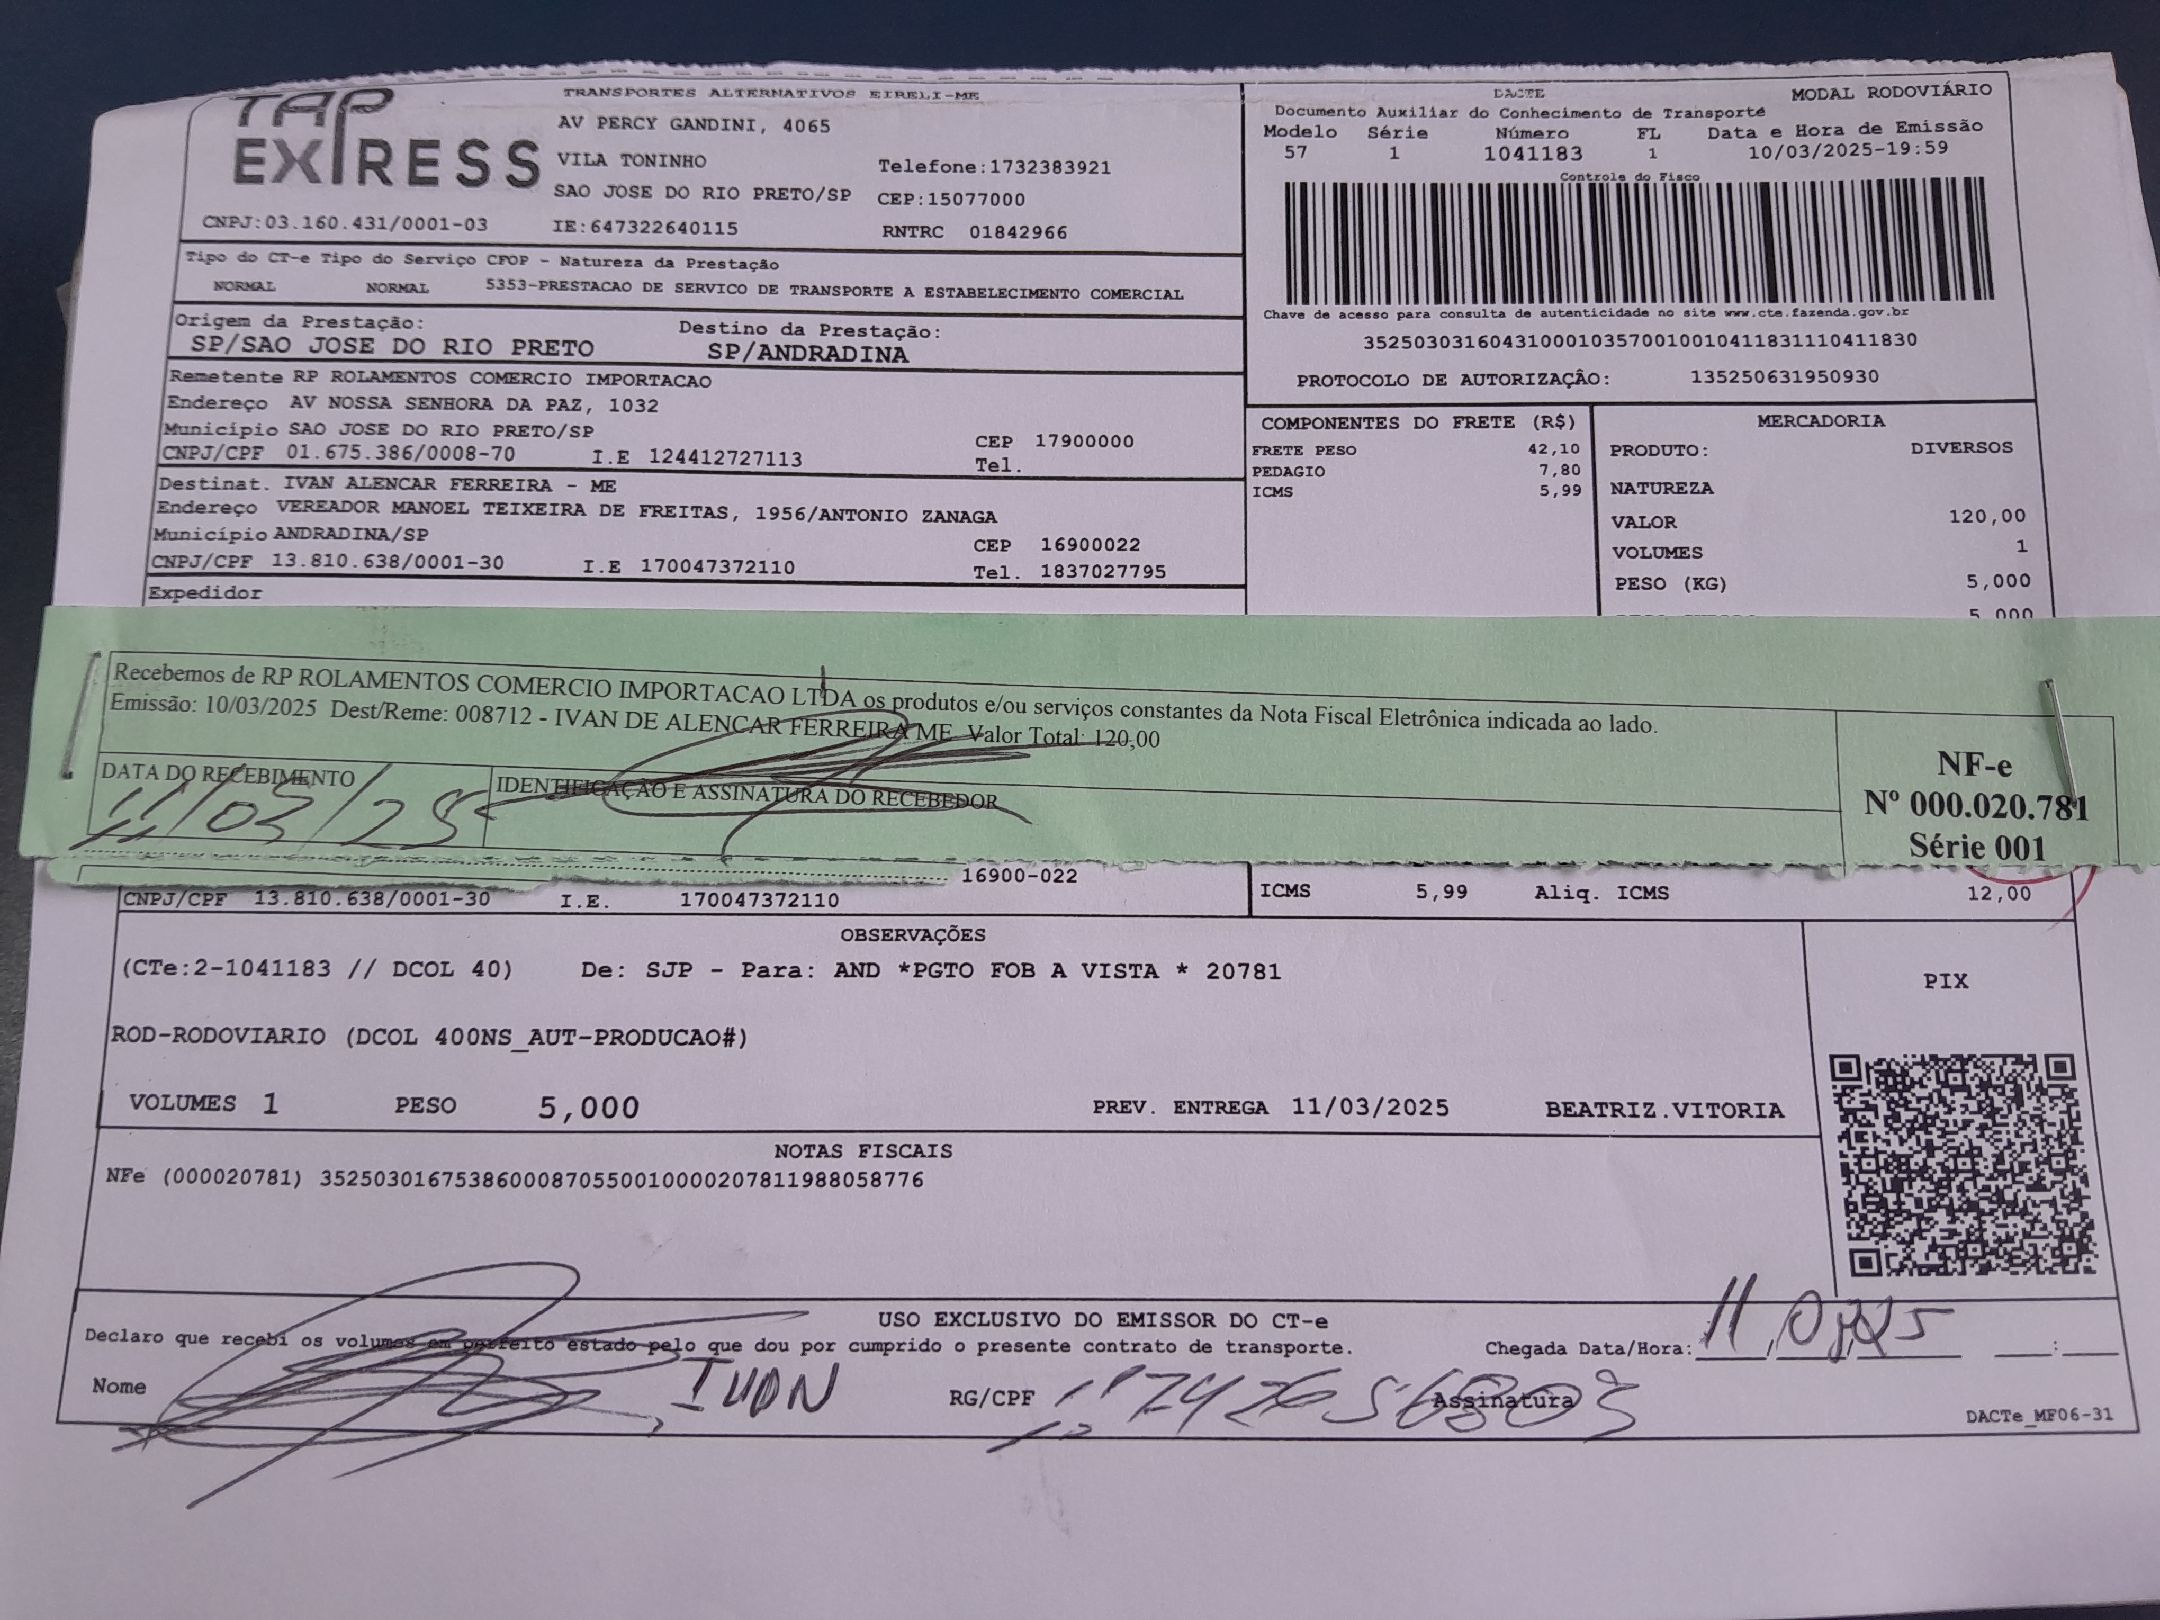 TAP EXPRESS
TRANSPORTES ALTERNATIVOS EIRELI-ME
AV PERCY GANDINI, 4065
VILA TONINHO Telefone:1732383921
SAO JOSE DO RIO PRETO/SP CEP:15077000
CNPJ:03.160.431/0001-03 IE:647322640115 RNTRC 01842966
DACTE MODAL RODOVIÁRIO
Documento Auxiliar do Conhecimento de Transporte
Modelo Série Número FL Data e Hora de Emissão
57 1 1041183 1 10/03/2025-19:59
Controle do Fisco
Chave de acesso para consulta de autenticidade no site www.cte.fazenda.gov.br
35250303160431000103570010010411831110411830
PROTOCOLO DE AUTORIZAÇÂO: 135250631950930
Tipo do CT-e Tipo do Serviço CFOP - Natureza da Prestação
NORMAL NORMAL 5353-PRESTACAO DE SERVICO DE TRANSPORTE A ESTABELECIMENTO COMERCIAL
Origem da Prestação: Destino da Prestação:
SP/SAO JOSE DO RIO PRETO SP/ANDRADINA
Remetente RP ROLAMENTOS COMERCIO IMPORTACAO
Endereço AV NOSSA SENHORA DA PAZ, 1032
Município SAO JOSE DO RIO PRETO/SP CEP 17900000
CNPJ/CPF 01.675.386/0008-70 I.E 124412727113 Tel.
Destinat. IVAN ALENCAR FERREIRA - ME
Endereço VEREADOR MANOEL TEIXEIRA DE FREITAS, 1956/ANTONIO ZANAGA
Município ANDRADINA/SP CEP 16900022
CNPJ/CPF 13.810.638/0001-30 I.E 170047372110 Tel. 1837027795
Expedidor
COMPONENTES DO FRETE (R$)
FRETE PESO 42,10
PEDAGIO 7,80
ICMS 5,99
MERCADORIA
PRODUTO: DIVERSOS
NATUREZA
VALOR 120,00
VOLUMES 1
PESO (KG) 5,000
5,000
Recebemos de RP ROLAMENTOS COMERCIO IMPORTACAO LTDA os produtos e/ou serviços constantes da Nota Fiscal Eletrônica indicada ao lado.
Emissão: 10/03/2025 Dest/Reme: 008712 - IVAN DE ALENCAR FERREIRA ME Valor Total: 120,00
DATA DO RECEBIMENTO IDENTIFICAÇÃO E ASSINATURA DO RECEBEDOR
11/03/25
NF-e
Nº 000.020.781
Série 001
16900-022
CNPJ/CPF 13.810.638/0001-30 I.E. 170047372110
ICMS 5,99 Aliq. ICMS 12,00
OBSERVAÇÕES
(CTe:2-1041183 // DCOL 40) De: SJP - Para: AND *PGTO FOB A VISTA * 20781
ROD-RODOVIARIO (DCOL 400NS_AUT-PRODUCAO#)
VOLUMES 1 PESO 5,000 PREV. ENTREGA 11/03/2025 BEATRIZ.VITORIA
PIX
NOTAS FISCAIS
NFe (000020781) 35250301675386000870550010000207811988058776
USO EXCLUSIVO DO EMISSOR DO CT-e
Declaro que recebi os volumes em perfeito estado pelo que dou por cumprido o presente contrato de transporte. Chegada Data/Hora:
Nome IVAN RG/CPF Assinatura
DACTe_MF06-31